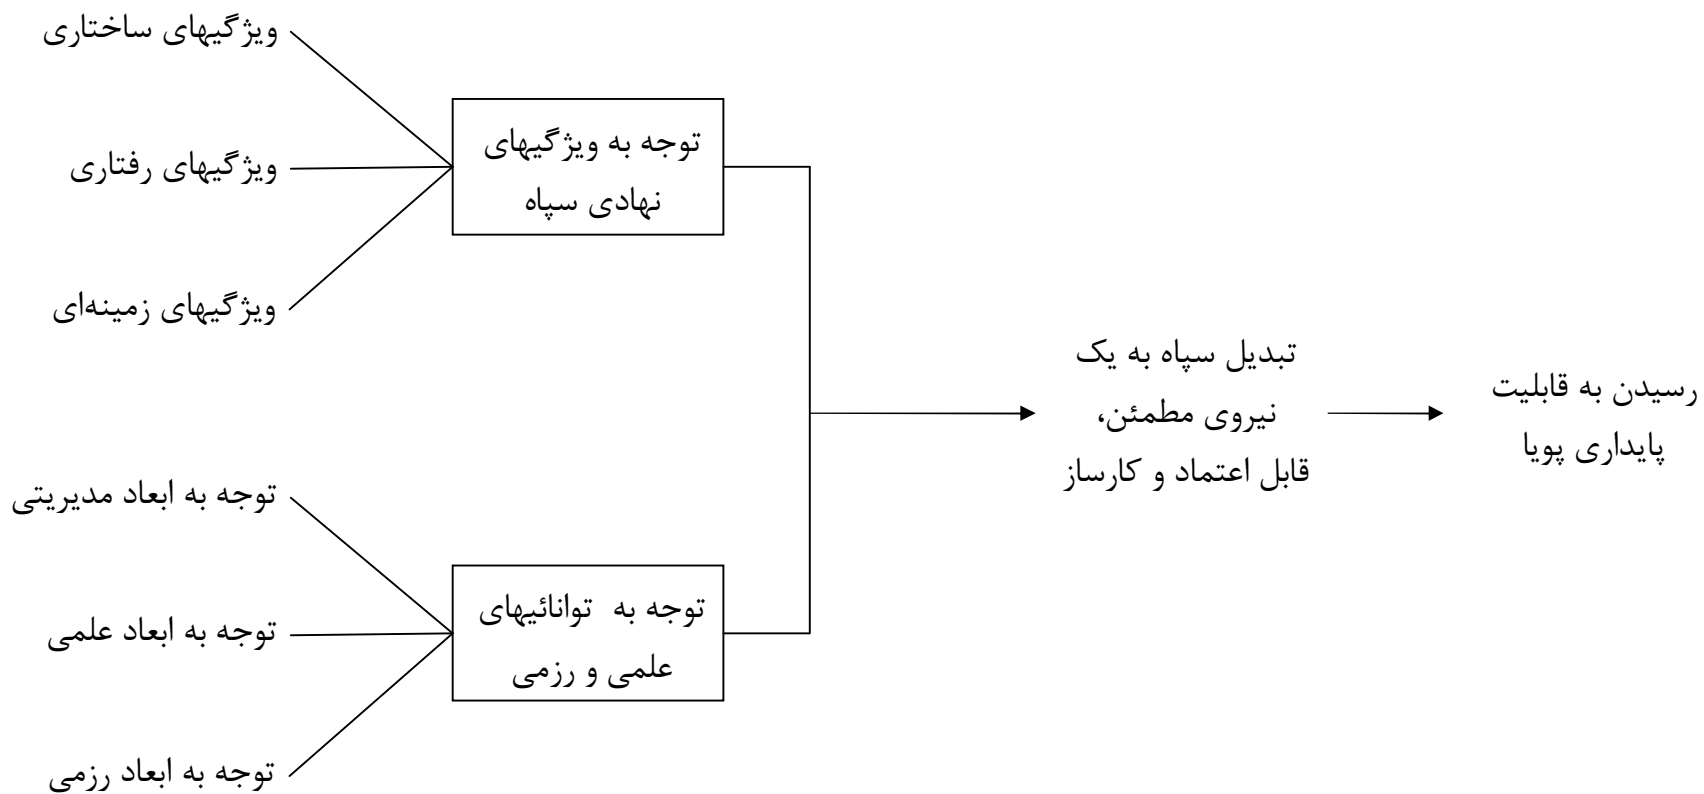 ویژگیهای ساختاری
ویژگیهای رفتاری
ویژگیهای زمینه‌ای
توجه به ویژگیهای
نهادی سپاه
توجه به ابعاد مدیریتی
توجه به ابعاد علمی
توجه به ابعاد رزمی
توجه به توانائیهای
علمی و رزمی
تبدیل سپاه به یک
نیروی مطمئن،
قابل اعتماد و کارساز
رسیدن به قابلیت
پایداری پویا